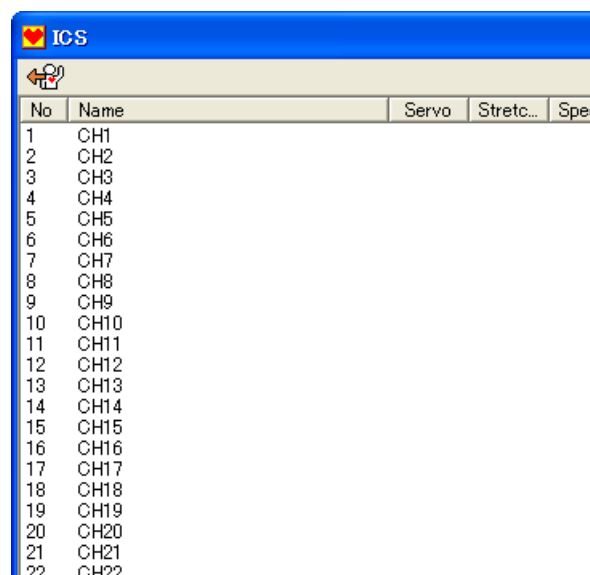 ICS
No Name Servo Stretc... Spe
1 CH1
2 CH2
3 CH3
4 CH4
5 CH5
6 CH6
7 CH7
8 CH8
9 CH9
10 CH10
11 CH11
12 CH12
13 CH13
14 CH14
15 CH15
16 CH16
17 CH17
18 CH18
19 CH19
20 CH20
21 CH21
22 CH22